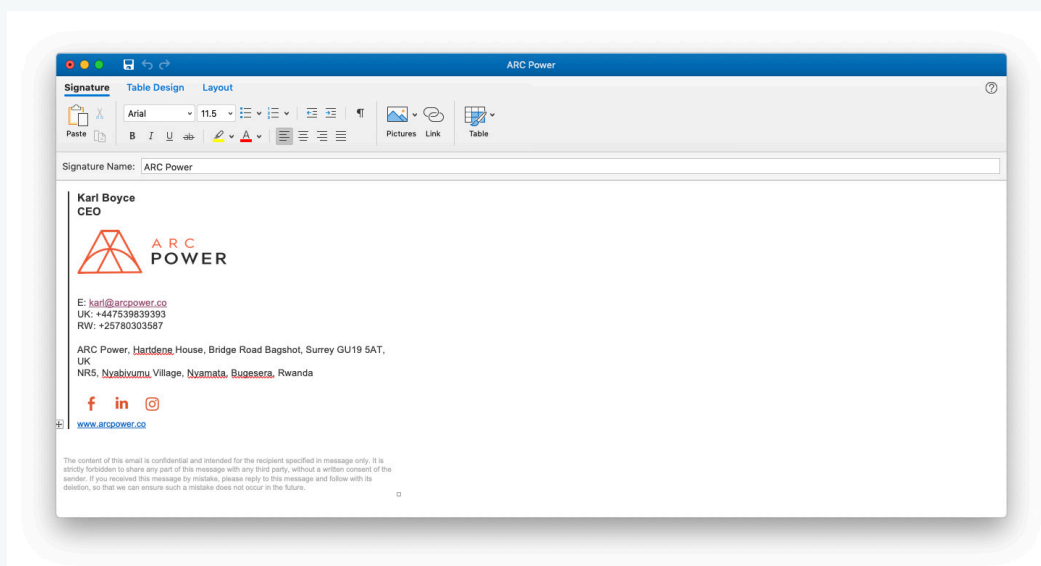 ARC Power
Signature Table Design Layout
Arial 11.5
Paste B I U ab A Pictures Link Table
Signature Name: ARC Power
Karl Boyce
CEO
ARC
POWER
E: karl@arcpower.co
UK: +447539839393
RW: +25780303587
ARC Power, Hartdene House, Bridge Road Bagshot, Surrey GU19 5AT,
UK
NR5, Nyabivumu Village, Nyamata, Bugesera, Rwanda
f in
www.arcpower.co
The content of this email is confidential and intended for the recipient specified in message only. It is
strictly forbidden to share any part of this message with any third party, without a written consent of the
sender. If you received this message by mistake, please reply to this message and follow with its
deletion, so that we can ensure such a mistake does not occur in the future.